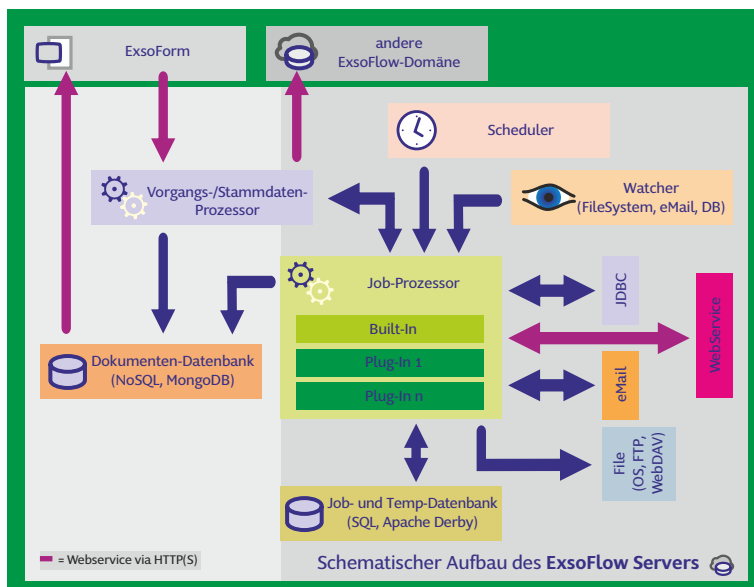 ExsoForm
andere
ExsoFlow-Domäne
Scheduler
Vorgangs-/Stammdaten-
Prozessor
Watcher
(FileSystem, eMail, DB)
Job-Prozessor
JDBC
Built-In
WebService
Plug-In 1
Dokumenten-Datenbank
(NoSQL, MongoDB)
eMail
Plug-In n
File
(OS, FTP,
WebDAV)
Job- und Temp-Datenbank
(SQL, Apache Derby)
= Webservice via HTTP(S)
Schematischer Aufbau des ExsoFlow Servers